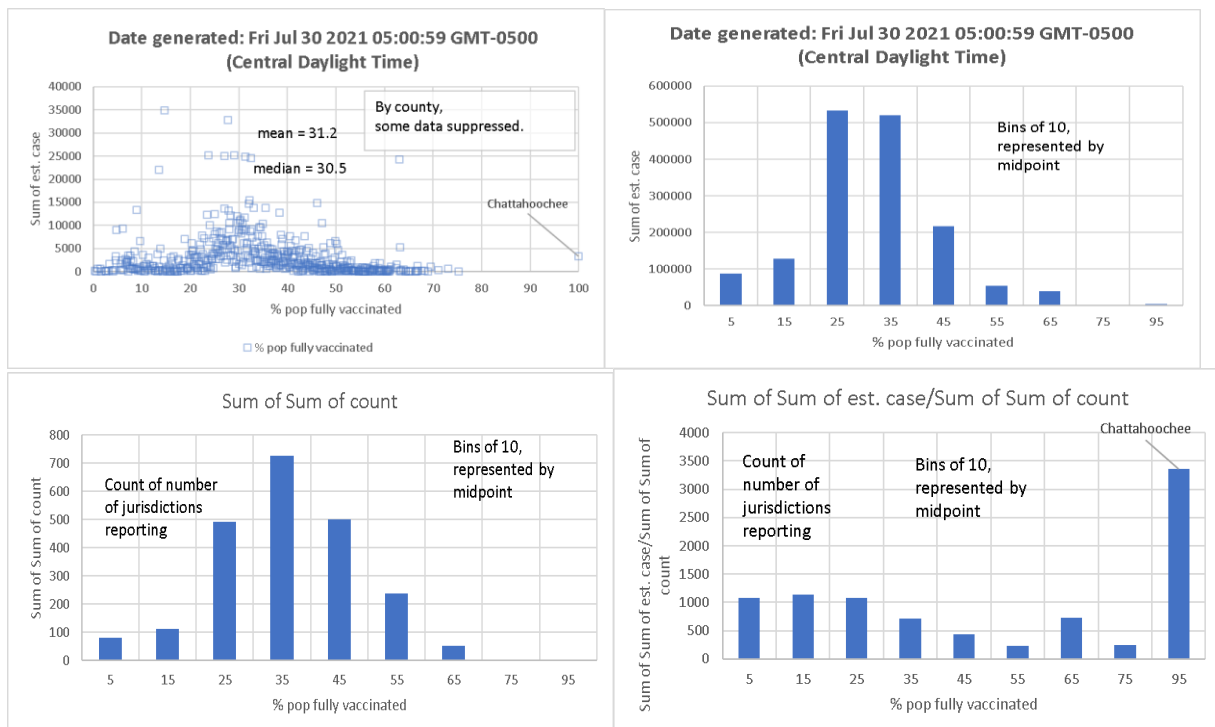 Date generated: Fri Jul 30 2021 05:00:59 GMT-0500
(Central Daylight Time)
40000
35000
30000
25000
20000
15000
10000
5000
0
Sum of est. case
By county,
some data suppressed.
mean = 31.2
median = 30.5
Chattahoochee
0 10 20 30 40 50 60 70 80 90 100
% pop fully vaccinated
% pop fully vaccinated
Date generated: Fri Jul 30 2021 05:00:59 GMT-0500
(Central Daylight Time)
600000
500000
400000
300000
200000
100000
0
Sum of est. case
Bins of 10,
represented by
midpoint
5 15 25 35 45 55 65 75 95
% pop fully vaccinated
Sum of Sum of count
800
700
600
500
400
300
200
100
0
Sum of Sum of count
Count of number
of jurisdictions
reporting
Bins of 10,
represented by
midpoint
5 15 25 35 45 55 65 75 95
% pop fully vaccinated
Sum of Sum of est. case/Sum of Sum of count
4000
3500
3000
2500
2000
1500
1000
500
0
Sum of Sum of est. case/Sum of Sum of
count
Chattahoochee
Count of
number of
jurisdictions
reporting
Bins of 10,
represented by
midpoint
5 15 25 35 45 55 65 75 95
% pop fully vaccinated